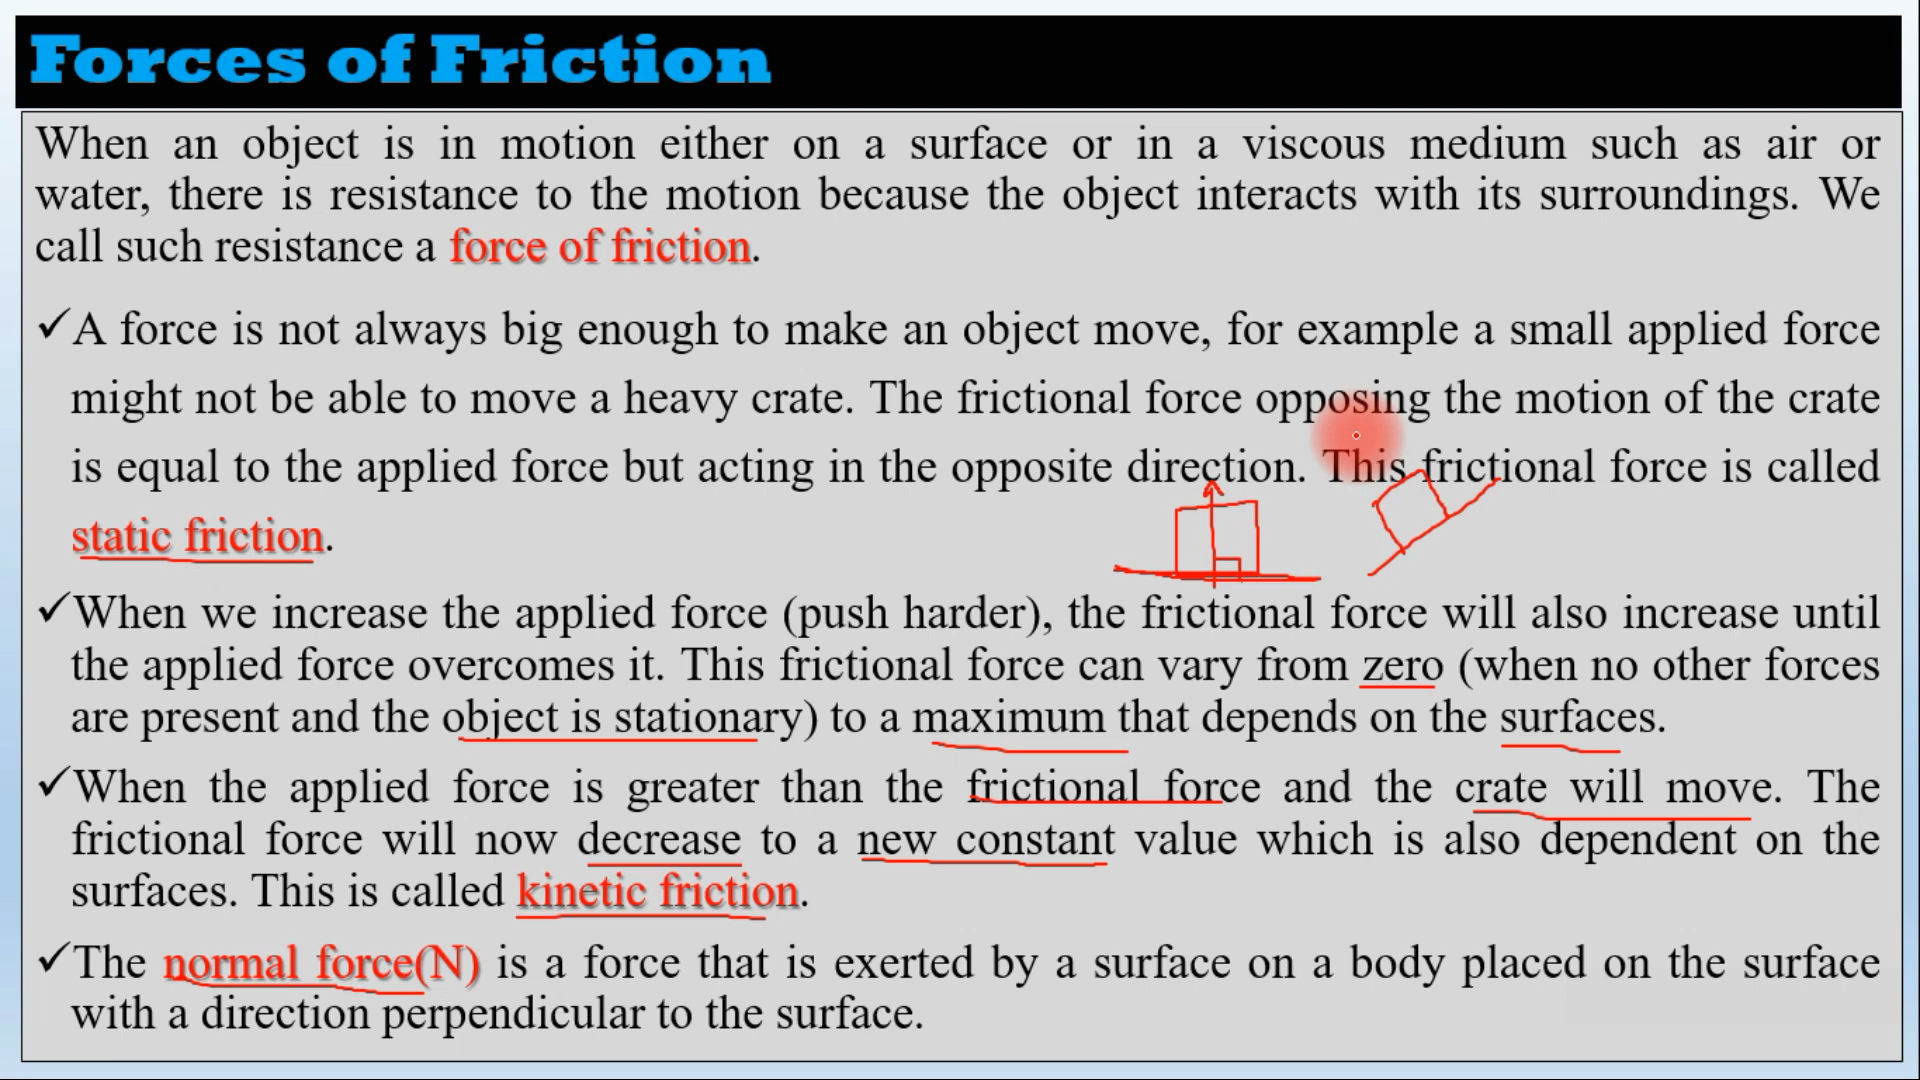 Forces of Friction
When an object is in motion either on a surface or in a viscous medium such as air or
water, there is resistance to the motion because the object interacts with its surroundings. We
call such resistance a force of friction.
✓A force is not always big enough to make an object move, for example a small applied force
might not be able to move a heavy crate. The frictional force opposing the motion of the crate
is equal to the applied force but acting in the opposite direction. This frictional force is called
static friction.
✓When we increase the applied force (push harder), the frictional force will also increase until
the applied force overcomes it. This frictional force can vary from zero (when no other forces
are present and the object is stationary) to a maximum that depends on the surfaces.
✓When the applied force is greater than the frictional force and the crate will move. The
frictional force will now decrease to a new constant value which is also dependent on the
surfaces. This is called kinetic friction.
✓The normal force(N) is a force that is exerted by a surface on a body placed on the surface
with a direction perpendicular to the surface.